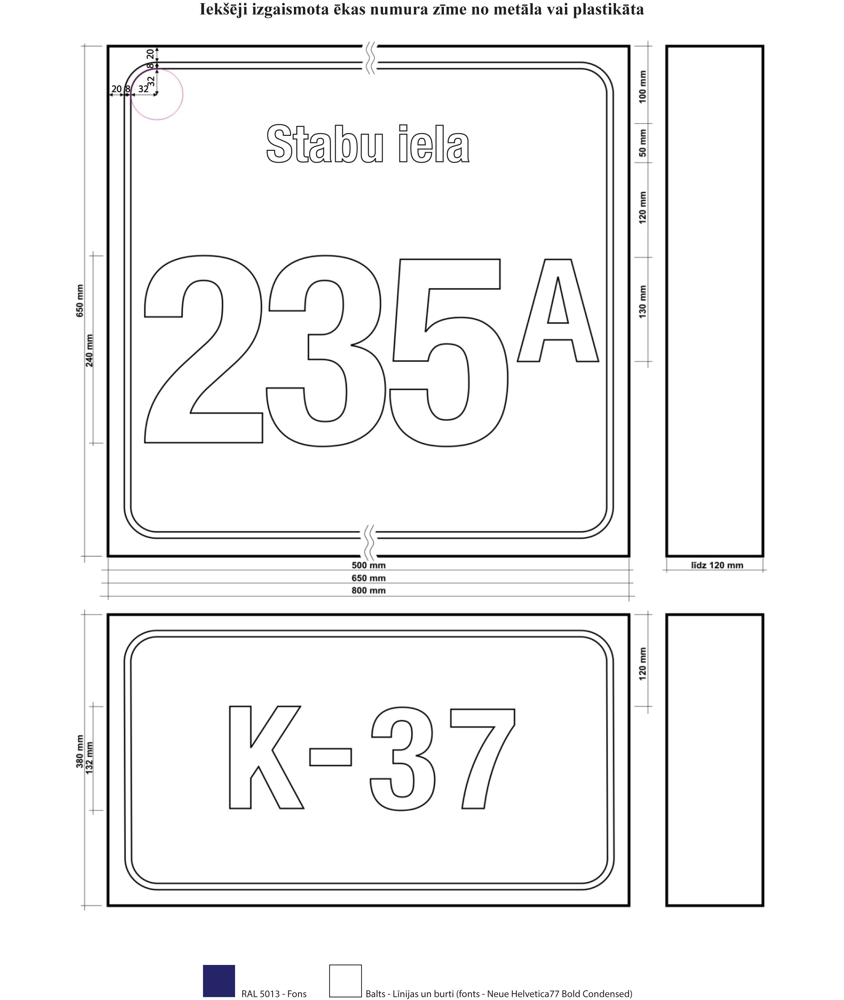 Iekšēji izgaismota ēkas numura zīme no metāla vai plastikāta
20
8
32
20 8 32
100 mm
Stabu iela
50 mm
120 mm
235A
650 mm
130 mm
240 mm
500 mm
650 mm
800 mm
līdz 120 mm
120 mm
K-37
380 mm
132 mm
RAL 5013 - Fons
Balts - Līnijas un burti (fonts - Neue Helvetica77 Bold Condensed)